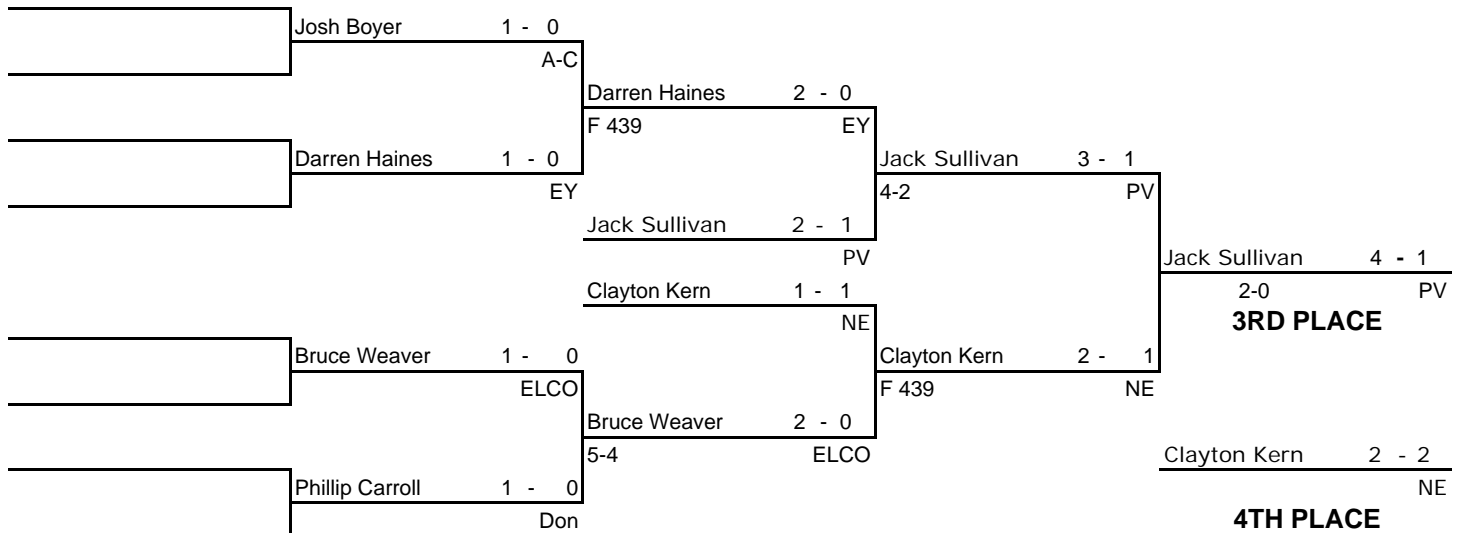 Josh Boyer 1 - 0
A-C
Darren Haines 2 - 0
F 439 EY
Darren Haines 1 - 0 Jack Sullivan 3 - 1
EY 4-2 PV
Jack Sullivan 2 - 1
PV Jack Sullivan 4 - 1
Clayton Kern 1 - 1 2-0 PV
NE 3RD PLACE
Bruce Weaver 1 - 0 Clayton Kern 2 - 1
ELCO F 439 NE
Bruce Weaver 2 - 0
5-4 ELCO Clayton Kern 2 - 2
Phillip Carroll 1 - 0 NE
Don 4TH PLACE